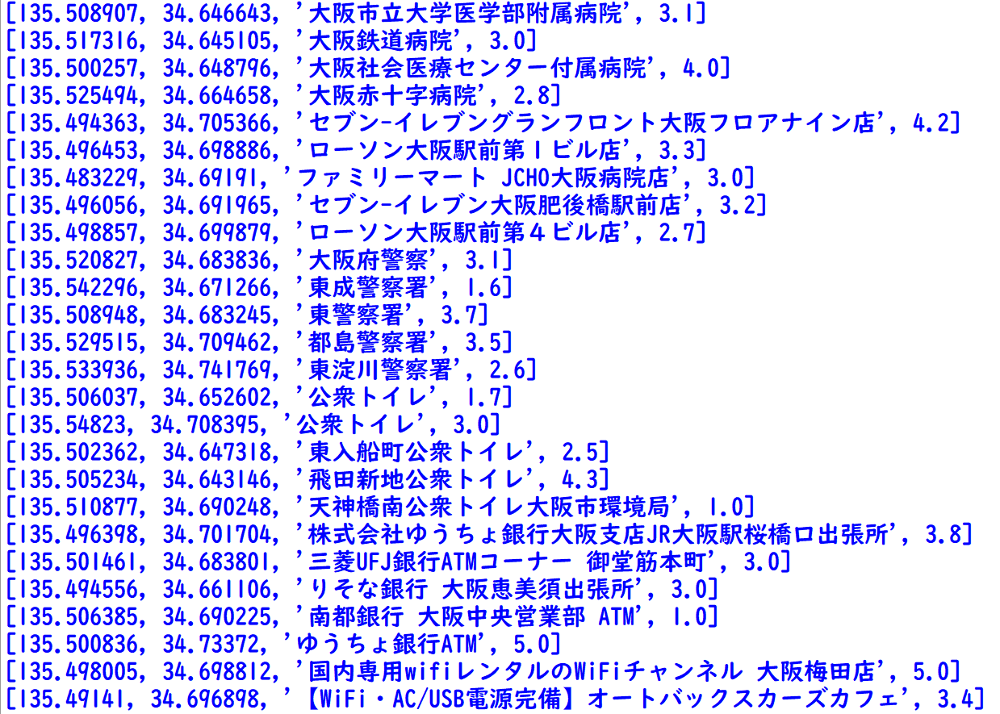 [135.508907, 34.646643, '大阪市立大学医学部附属病院', 3.1]
[135.517316, 34.645105, '大阪鉄道病院', 3.0]
[135.500257, 34.648796, '大阪社会医療センター付属病院', 4.0]
[135.525494, 34.664658, '大阪赤十字病院', 2.8]
[135.494363, 34.705366, 'セブン-イレブングランフロント大阪フロアナイン店', 4.2]
[135.496453, 34.698886, 'ローソン大阪駅前第1ビル店', 3.3]
[135.483229, 34.69191, 'ファミリーマート JCHO大阪病院店', 3.0]
[135.496056, 34.691965, 'セブン-イレブン大阪肥後橋駅前店', 3.2]
[135.498857, 34.699879, 'ローソン大阪駅前第４ビル店', 2.7]
[135.520827, 34.683836, '大阪府警察', 3.1]
[135.542296, 34.671266, '東成警察署', 1.6]
[135.508948, 34.683245, '東警察署', 3.7]
[135.529515, 34.709462, '都島警察署', 3.5]
[135.533936, 34.741769, '東淀川警察署', 2.6]
[135.506037, 34.652602, '公衆トイレ', 1.7]
[135.54823, 34.708395, '公衆トイレ', 3.0]
[135.502362, 34.647318, '東入船町公衆トイレ', 2.5]
[135.505234, 34.643146, '飛田新地公衆トイレ', 4.3]
[135.510877, 34.690248, '天神橋南公衆トイレ大阪市環境局', 1.0]
[135.496398, 34.701704, '株式会社ゆうちょ銀行大阪支店JR大阪駅桜橋口出張所', 3.8]
[135.501461, 34.683801, '三菱UFJ銀行ATMコーナー 御堂筋本町', 3.0]
[135.494556, 34.661106, 'りそな銀行 大阪恵美須出張所', 3.0]
[135.506385, 34.690225, '南都銀行 大阪中央営業部 ATM', 1.0]
[135.500836, 34.73372, 'ゆうちょ銀行ATM', 5.0]
[135.498005, 34.698812, '国内専用wifiレンタルのWiFiチャンネル 大阪梅田店', 5.0]
[135.49141, 34.696898, '【WiFi・AC/USB電源完備】オートバックスカーズカフェ', 3.4]